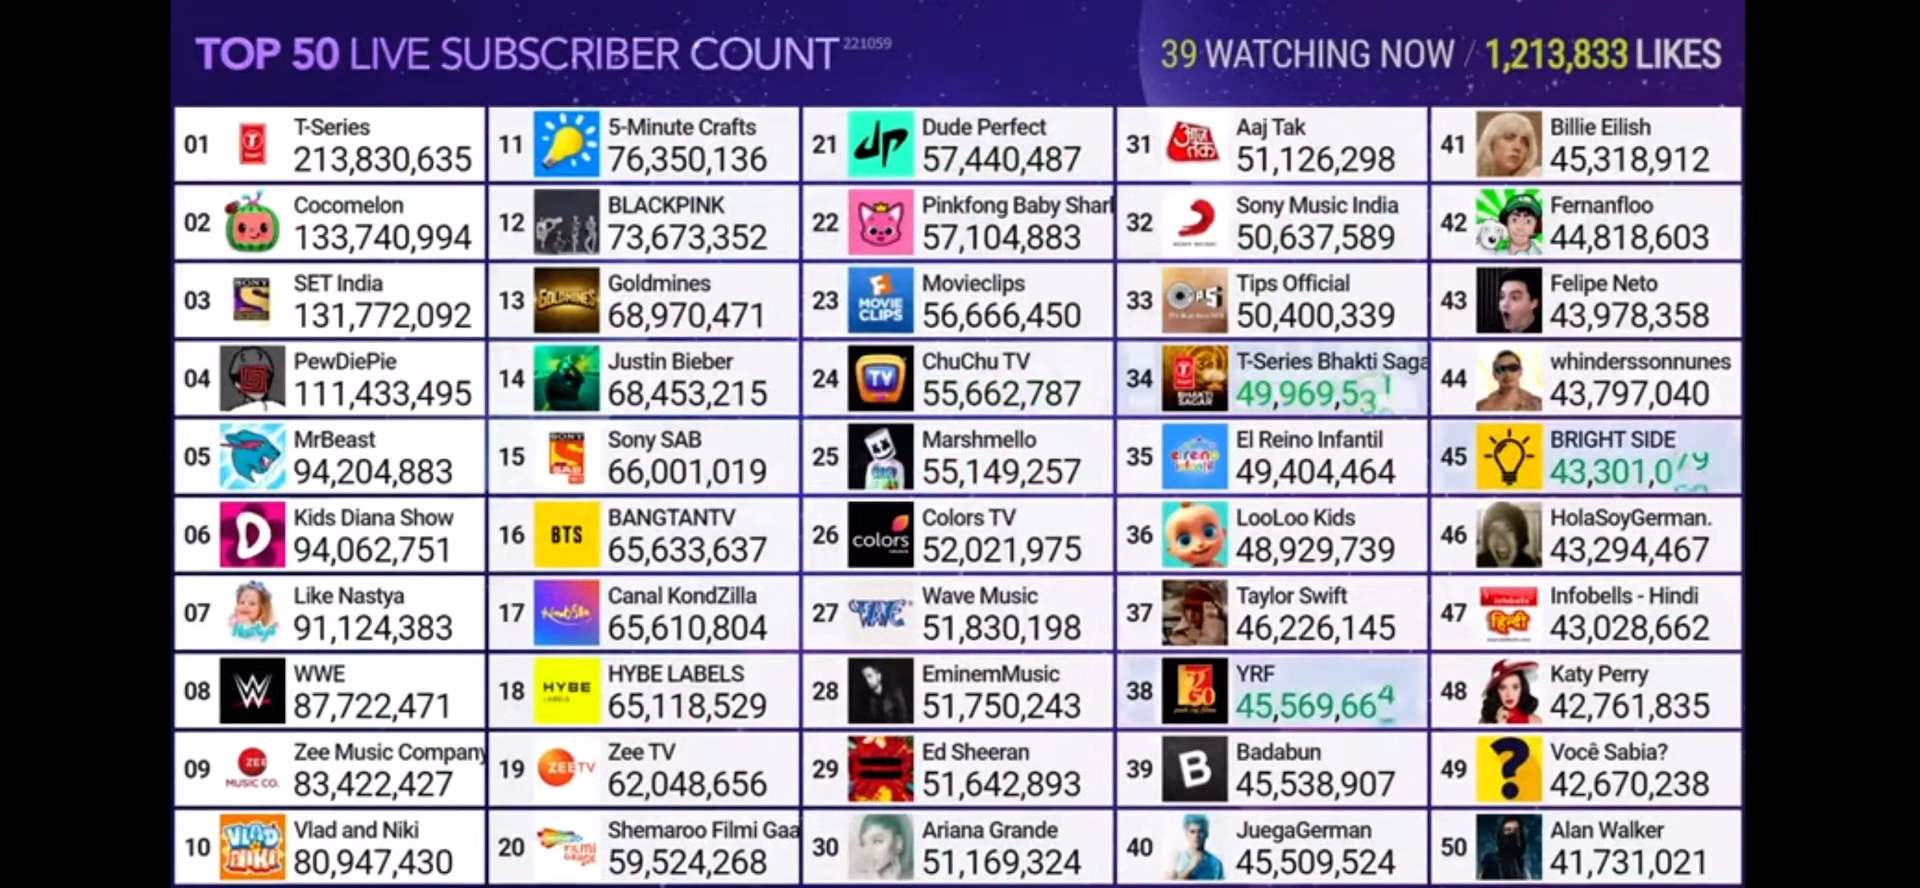 TOP 50 LIVE SUBSCRIBER COUNT 221059
39 WATCHING NOW / 1,213,833 LIKES
01 T-Series
213,830,635
02 Cocomelon
133,740,994
03 SET India
131,772,092
04 PewDiePie
111,433,495
05 MrBeast
94,204,883
06 Kids Diana Show
94,062,751
07 Like Nastya
91,124,383
08 WWE
87,722,471
09 Zee Music Company
83,422,427
10 Vlad and Niki
80,947,430
11 5-Minute Crafts
76,350,136
12 BLACKPINK
73,673,352
13 Goldmines
68,970,471
14 Justin Bieber
68,453,215
15 Sony SAB
66,001,019
16 BANGTANTV
65,633,637
17 Canal KondZilla
65,610,804
18 HYBE LABELS
65,118,529
19 Zee TV
62,048,656
20 Shemaroo Filmi Gaa
59,524,268
21 Dude Perfect
57,440,487
22 Pinkfong Baby Shar
57,104,883
23 Movieclips
56,666,450
24 ChuChu TV
55,662,787
25 Marshmello
55,149,257
26 Colors TV
52,021,975
27 Wave Music
51,830,198
28 EminemMusic
51,750,243
29 Ed Sheeran
51,642,893
30 Ariana Grande
51,169,324
31 Aaj Tak
51,126,298
32 Sony Music India
50,637,589
33 Tips Official
50,400,339
34 T-Series Bhakti Saga
49,969,5
35 El Reino Infantil
49,404,464
36 LooLoo Kids
48,929,739
37 Taylor Swift
46,226,145
38 YRF
45,569,664
39 Badabun
45,538,907
40 JuegaGerman
45,509,524
41 Billie Eilish
45,318,912
42 Fernanfloo
44,818,603
43 Felipe Neto
43,978,358
44 whinderssonnunes
43,797,040
45 BRIGHT SIDE
43,301,0
46 HolaSoyGerman.
43,294,467
47 Infobells - Hindi
43,028,662
48 Katy Perry
42,761,835
49 Você Sabia?
42,670,238
50 Alan Walker
41,731,021